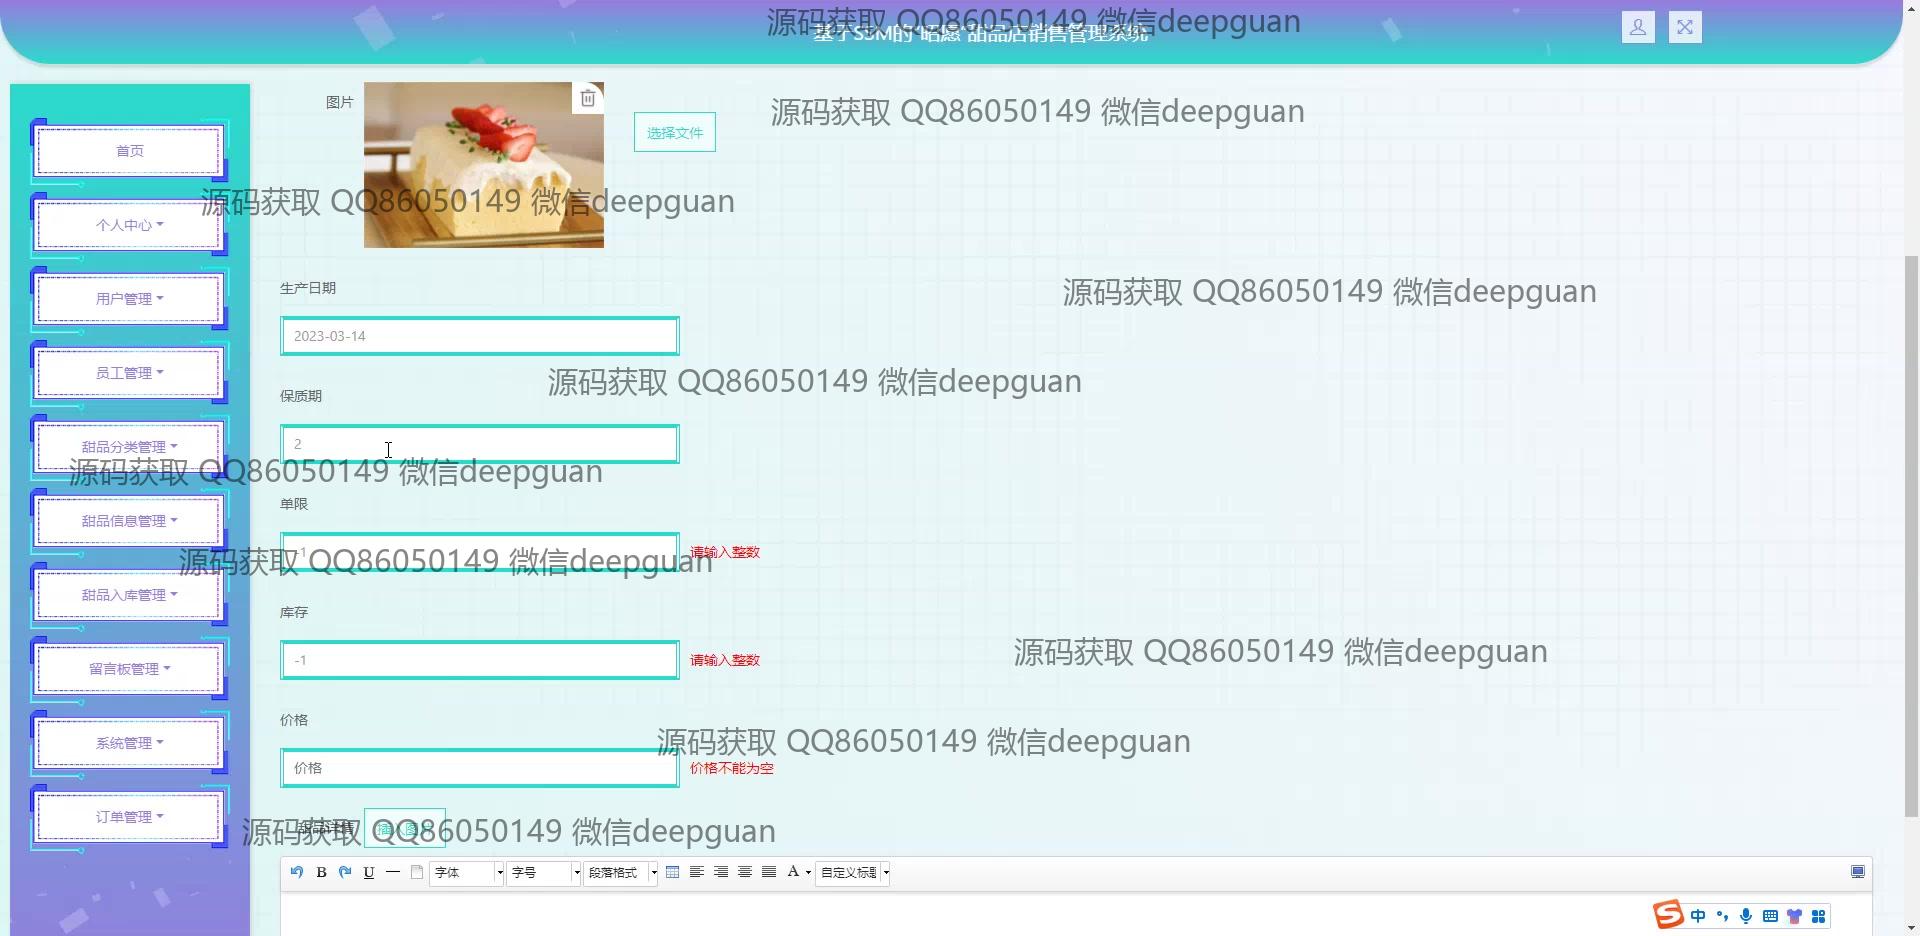 基于SSM的"昭愿"甜品店销售管理系统
源码获取 QQ86050149 微信deepguan
图片
选择文件
源码获取 QQ86050149 微信deepguan
首页
源码获取 QQ86050149 微信deepguan
个人中心
生产日期
源码获取 QQ86050149 微信deepguan
用户管理
2023-03-14
员工管理
源码获取 QQ86050149 微信deepguan
保质期
2
甜品分类管理
源码获取 QQ86050149 微信deepguan
单限
甜品信息管理
-1
请输入整数
源码获取 QQ86050149 微信deepguan
甜品入库管理
库存
-1
请输入整数
源码获取 QQ86050149 微信deepguan
留言板管理
价格
系统管理
源码获取 QQ86050149 微信deepguan
价格
价格不能为空
订单管理
甜品详情
插入图片
源码获取 QQ86050149 微信deepguan
B U 字体 字号 段落格式 A 自定义标题
中